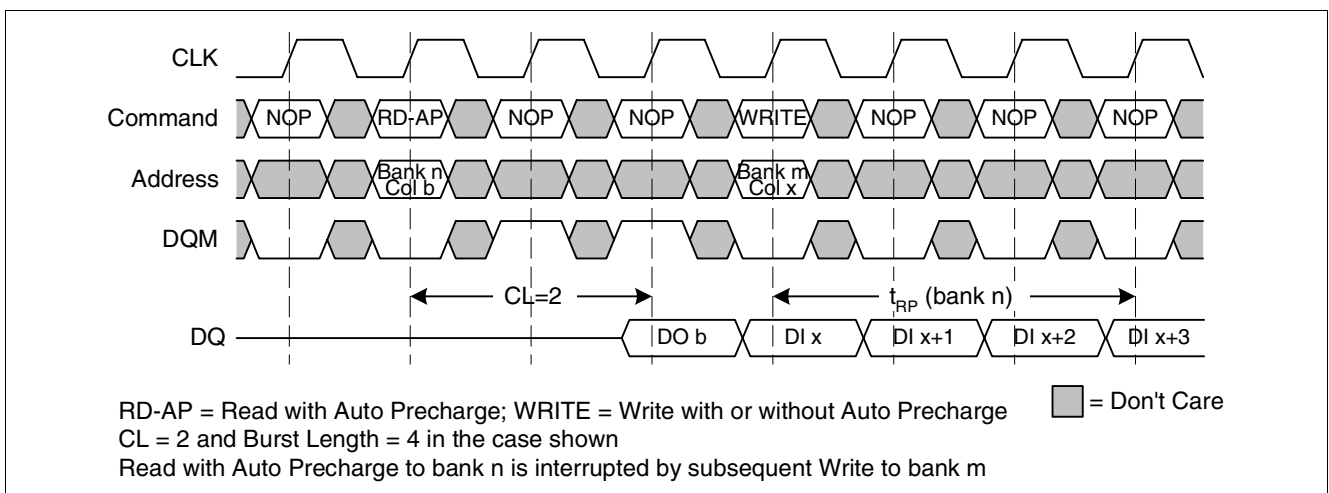 CLK
Command NOP RD-AP NOP NOP WRITE NOP NOP NOP
Address Bank n Col b Bank m Col x
DQM
CL=2 tRP (bank n)
DQ DO b DI x DI x+1 DI x+2 DI x+3
RD-AP = Read with Auto Precharge; WRITE = Write with or without Auto Precharge = Don't Care
CL = 2 and Burst Length = 4 in the case shown
Read with Auto Precharge to bank n is interrupted by subsequent Write to bank m